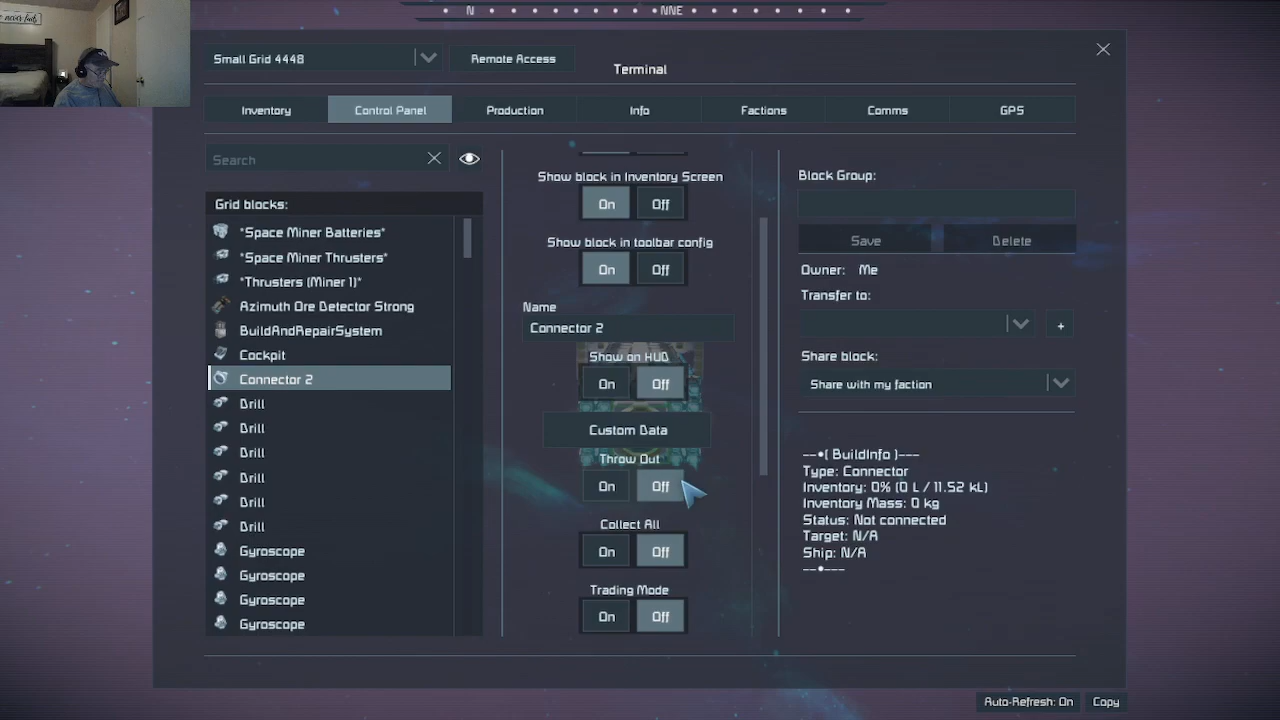 never fails
N NNE
Small Grid 4448
Remote Access
Terminal
Inventory
Control Panel
Production
Info
Factions
Comms
GPS
Search
Grid blocks:
*Space Miner Batteries*
*Space Miner Thrusters*
*Thrusters (Miner 1)*
Azimuth Ore Detector Strong
BuildAndRepairSystem
Cockpit
Connector 2
Drill
Drill
Drill
Drill
Drill
Drill
Gyroscope
Gyroscope
Gyroscope
Gyroscope
Show block in Inventory Screen
On Off
Show block in toolbar config
On Off
Name
Connector 2
Show on HUD
On Off
Custom Data
Throw Out
On Off
Collect All
On Off
Trading Mode
On Off
Block Group:
Save Delete
Owner: Me
Transfer to:
+
Share block:
Share with my faction
--•( BuildInfo )---
Type: Connector
Inventory: 0% (0 L / 11.52 kL)
Inventory Mass: 0 kg
Status: Not connected
Target: N/A
Ship: N/A
--•---
Auto-Refresh: On
Copy